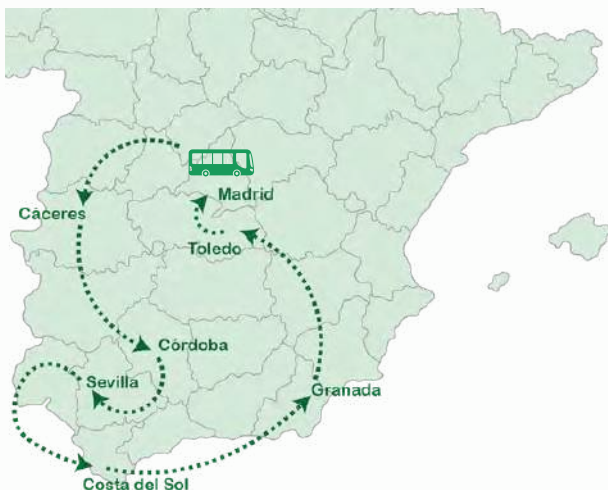 Madrid
Cáceres
Toledo
Córdoba
Sevilla
Granada
Costa del Sol